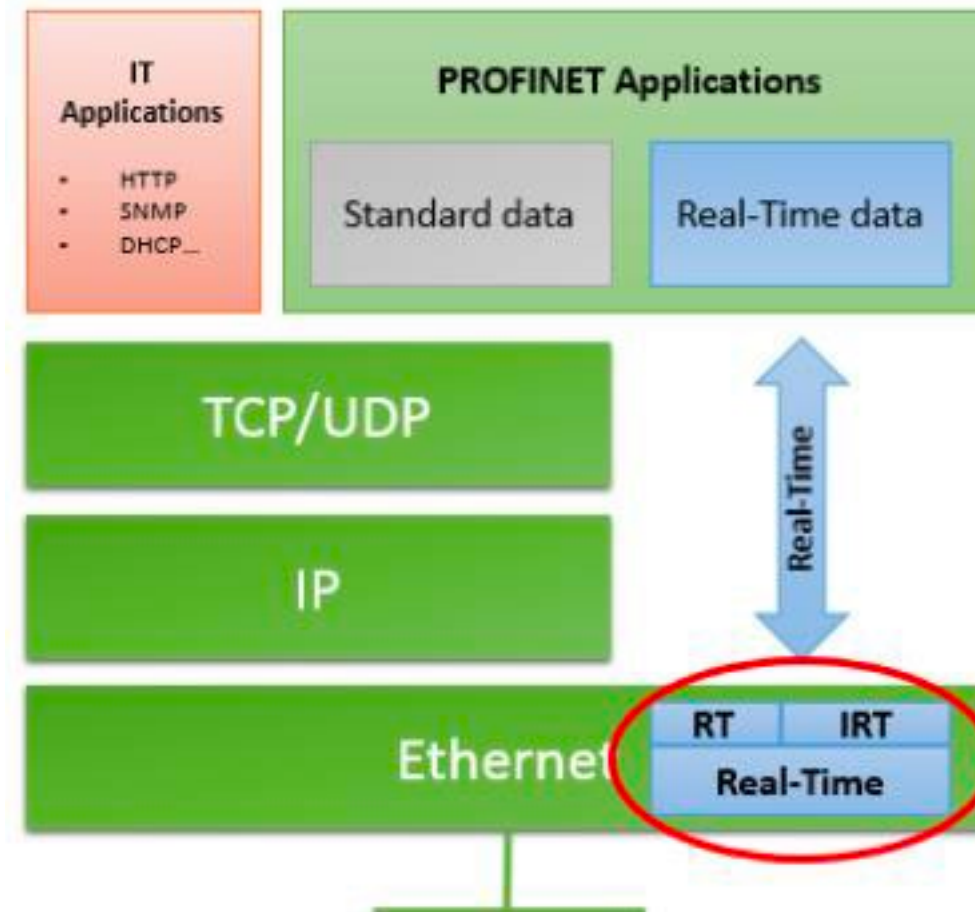 IT
Applications
- HTTP
- SNMP
- DHCP...
PROFINET Applications
Standard data
Real-Time data
TCP/UDP
IP
Real-Time
Ethernet
RT
IRT
Real-Time